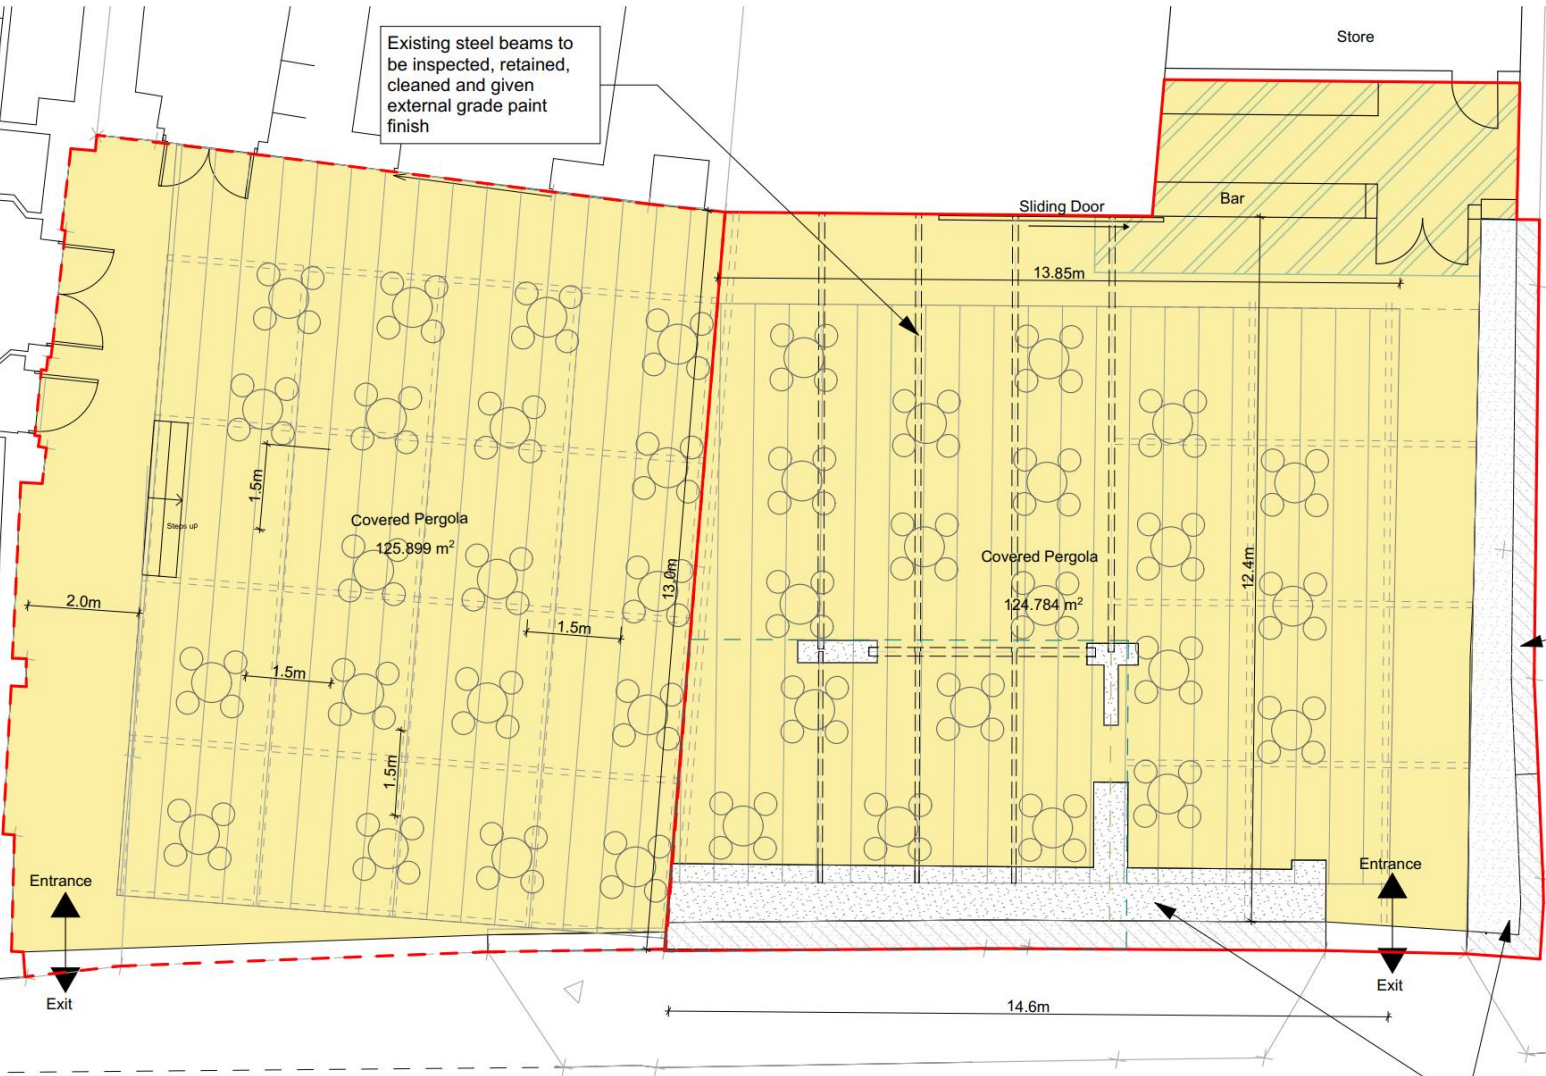 Store
Existing steel beams to
be inspected, retained,
cleaned and given
external grade paint
finish
Bar
Sliding Door
13.85m
1.5m
Covered Pergola
125.899 m²
Steps up
2.0m
1.5m
13.0m
1.5m
1.5m
Covered Pergola
124.784 m²
12.4m
Entrance
Exit
Entrance
Exit
14.6m